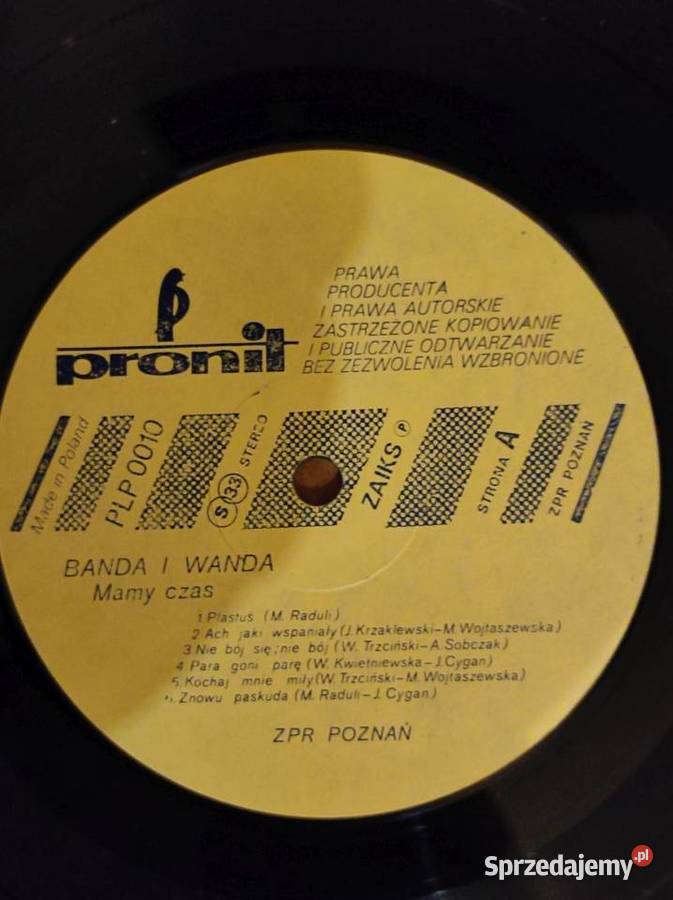 PRAWA
PRODUCENTA
I PRAWA AUTORSKIE
ZASTRZEŻONE KOPIOWANIE
I PUBLICZNE ODTWARZANIE
BEZ ZEZWOLENIA WZBRONIONE
pronit
Made in Poland
PLP 0010
S 33 STEREO
ZAIKS P
STRONA A
ZPR POZNAŃ
BANDA I WANDA
Mamy czas
1 Plastuś (M. Raduli)
2 Ach jaki wspaniały (J. Krzaklewski-M. Wojtaszewska)
3 Nie bój się, nie bój (W. Trzciński-A. Sobczak)
4 Para goni parę (W. Kwietniewska-J. Cygan)
5. Kochaj mnie miły (W. Trzciński-M. Wojtaszewska)
6. Znowu paskuda (M. Raduli-J. Cygan)
ZPR POZNAŃ
Sprzedajemy.pl